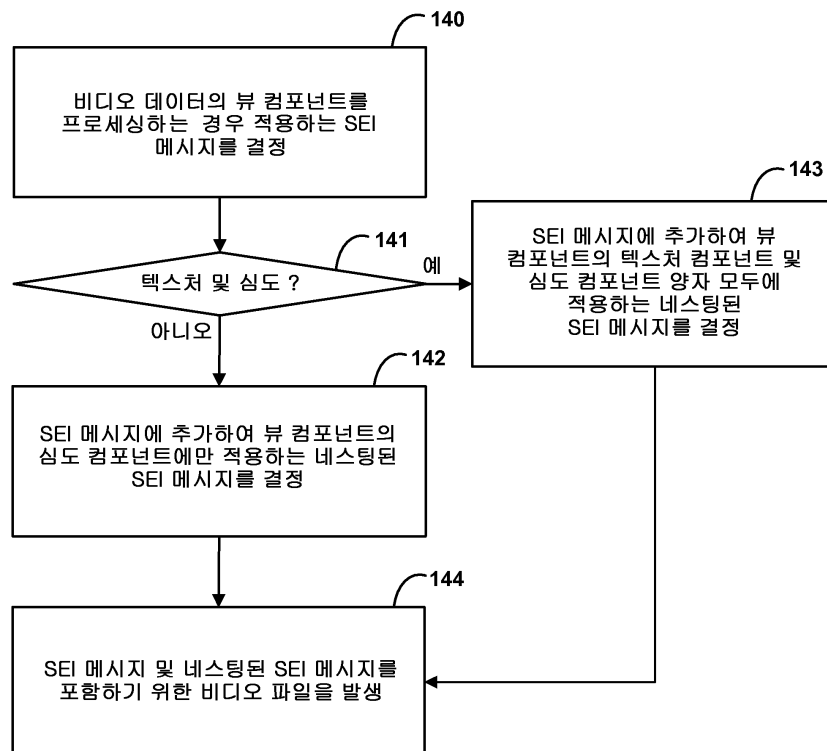 140
비디오 데이터의 뷰 컴포넌트를
프로세싱하는 경우 적용하는 SEI
메시지를 결정
141
텍스처 및 심도 ?
예
아니오
143
SEI 메시지에 추가하여 뷰
컴포넌트의 텍스처 컴포넌트 및
심도 컴포넌트 양자 모두에
적용하는 네스팅된
SEI 메시지를 결정
142
SEI 메시지에 추가하여 뷰 컴포넌트의
심도 컴포넌트에만 적용하는 네스팅된
SEI 메시지를 결정
144
SEI 메시지 및 네스팅된 SEI 메시지를
포함하기 위한 비디오 파일을 발생